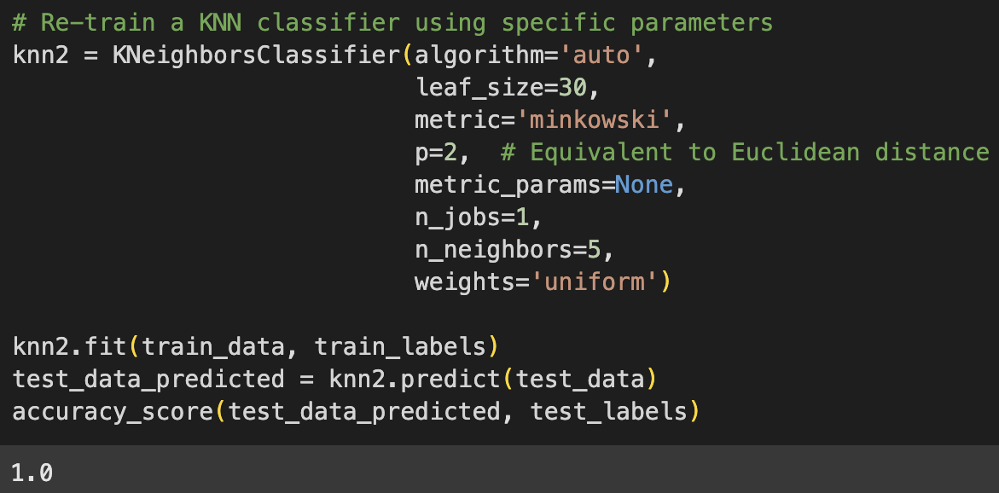 # Re-train a KNN classifier using specific parameters
knn2 = KNeighborsClassifier(algorithm='auto',
leaf_size=30,
metric='minkowski',
p=2,  # Equivalent to Euclidean distance
metric_params=None,
n_jobs=1,
n_neighbors=5,
weights='uniform')
knn2.fit(train_data, train_labels)
test_data_predicted = knn2.predict(test_data)
accuracy_score(test_data_predicted, test_labels)
1.0